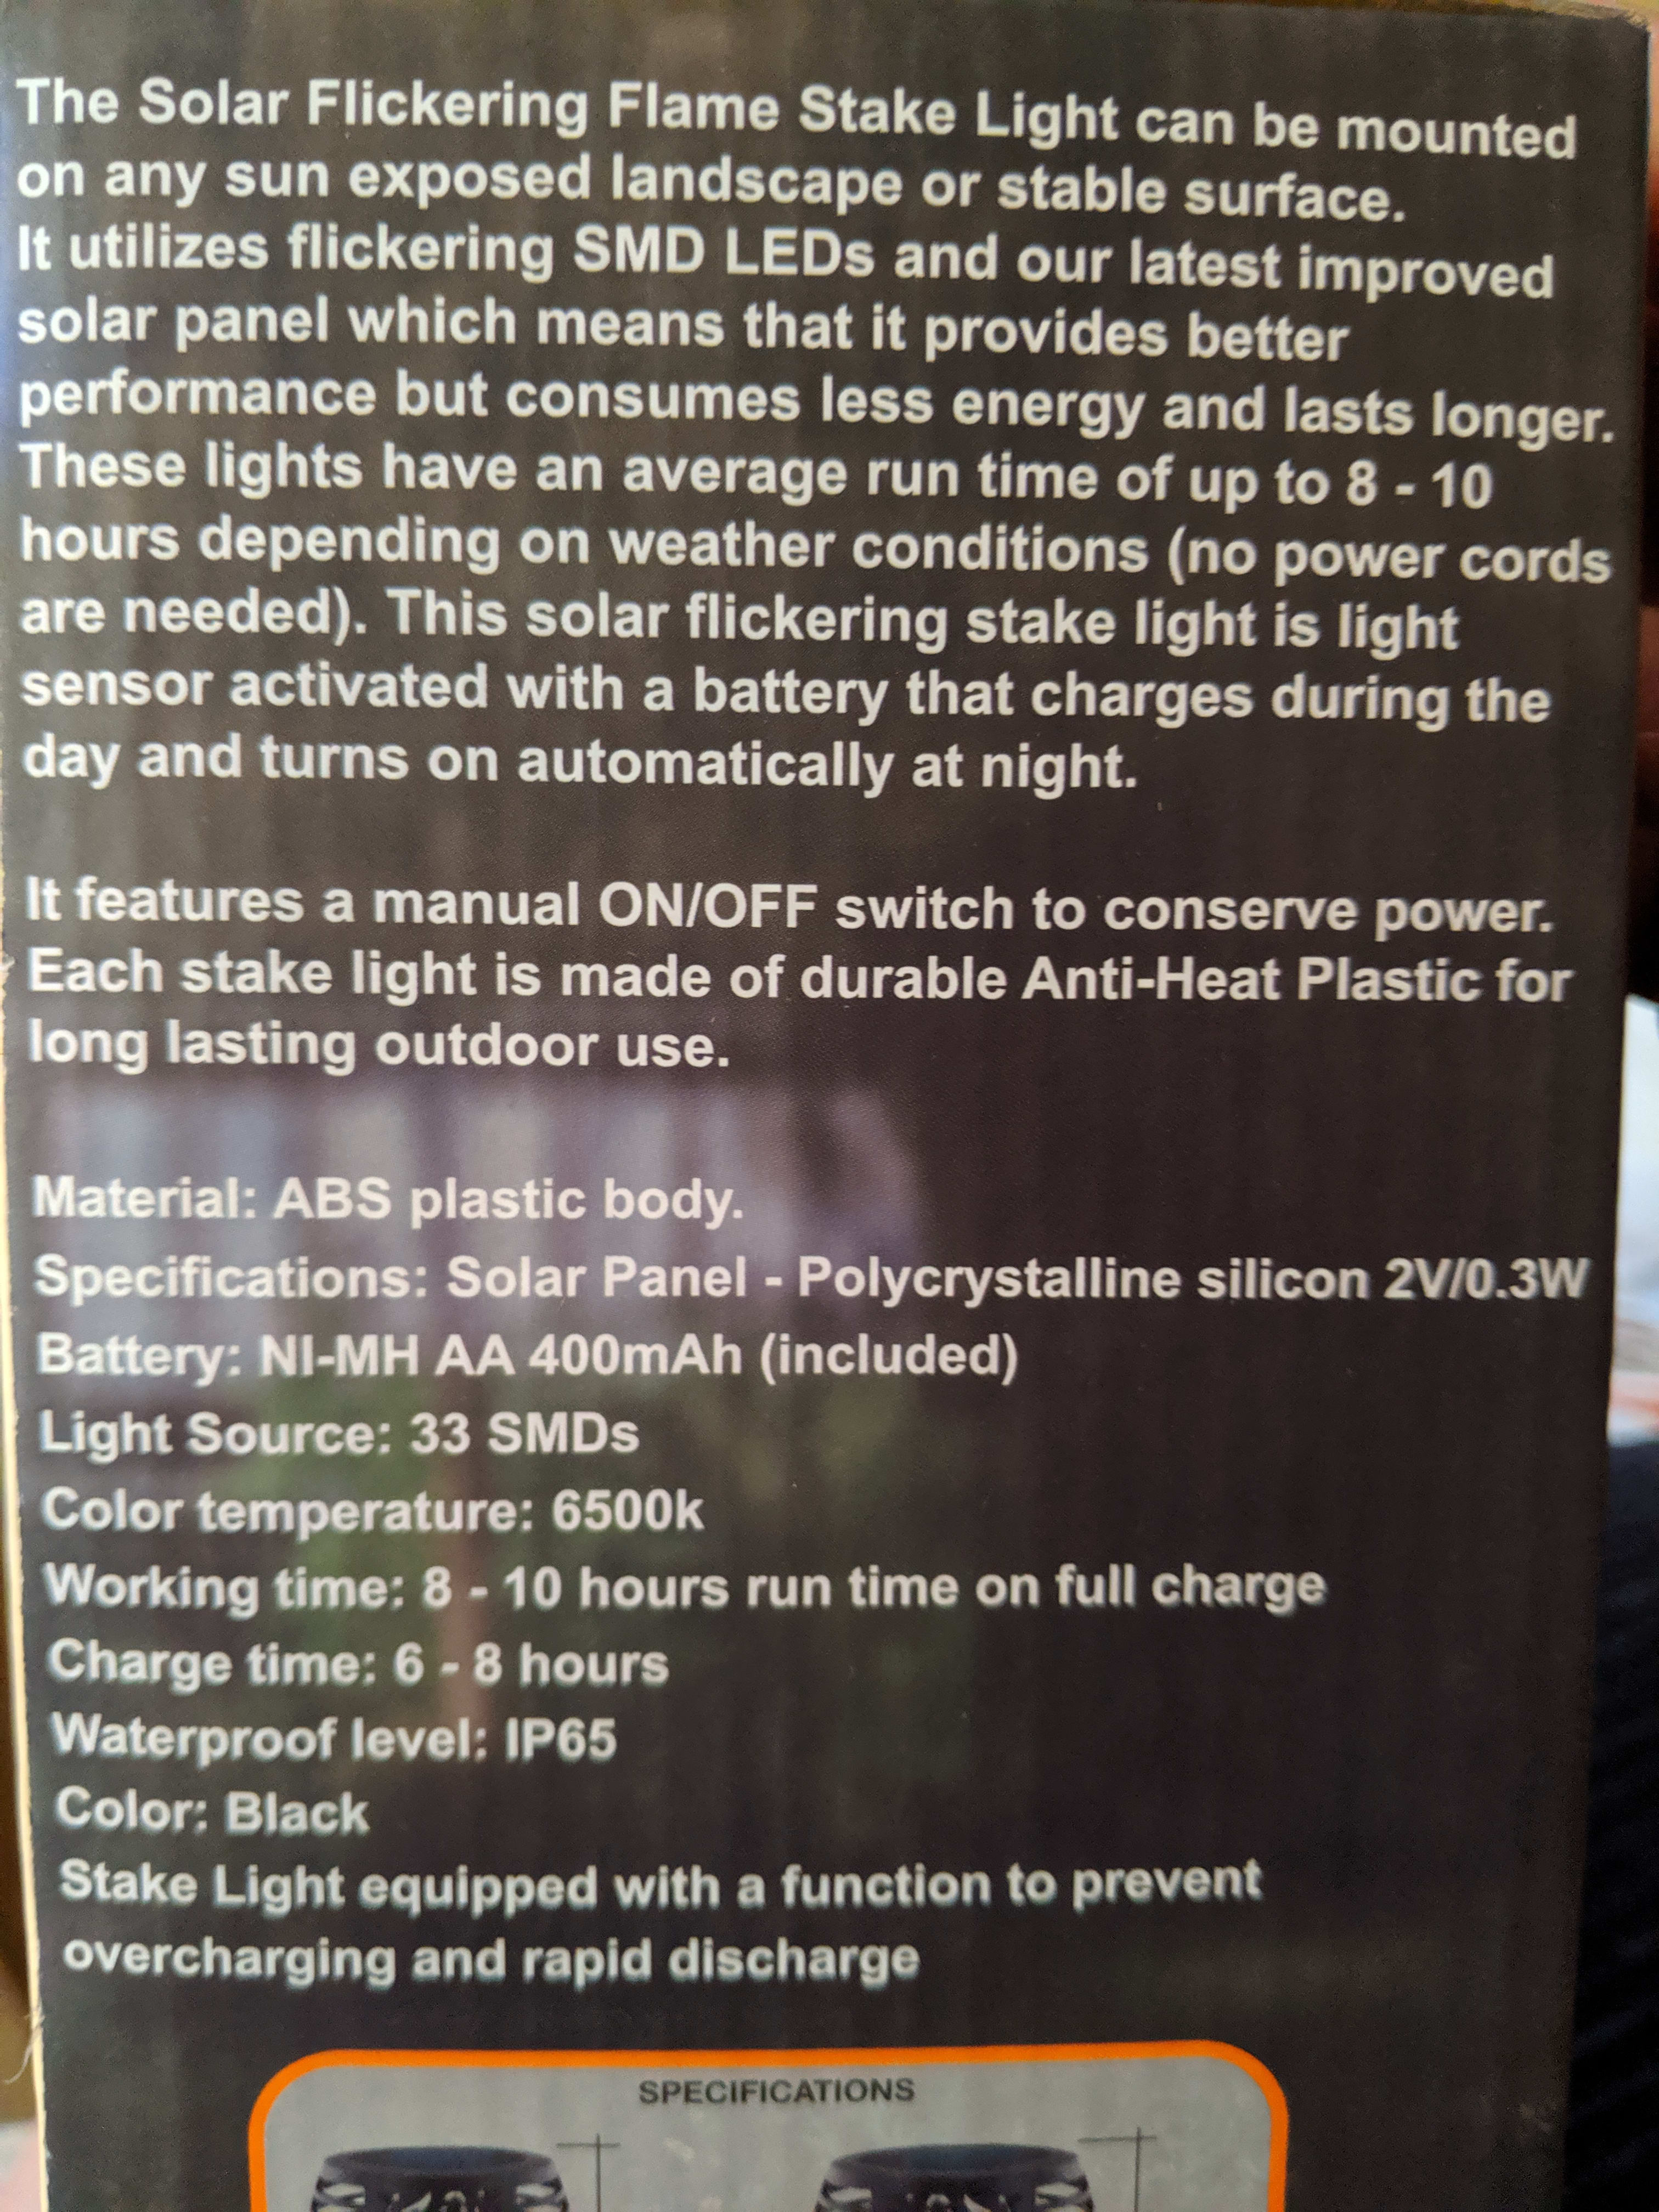 The Solar Flickering Flame Stake Light can be mounted
on any sun exposed landscape or stable surface.
It utilizes flickering SMD LEDs and our latest improved
solar panel which means that it provides better
performance but consumes less energy and lasts longer.
These lights have an average run time of up to 8 - 10
hours depending on weather conditions (no power cords
are needed). This solar flickering stake light is light
sensor activated with a battery that charges during the
day and turns on automatically at night.
It features a manual ON/OFF switch to conserve power.
Each stake light is made of durable Anti-Heat Plastic for
long lasting outdoor use.
Material: ABS plastic body.
Specifications: Solar Panel - Polycrystalline silicon 2V/0.3W
Battery: NI-MH AA 400mAh (included)
Light Source: 33 SMDs
Color temperature: 6500k
Working time: 8 - 10 hours run time on full charge
Charge time: 6 - 8 hours
Waterproof level: IP65
Color: Black
Stake Light equipped with a function to prevent
overcharging and rapid discharge
SPECIFICATIONS